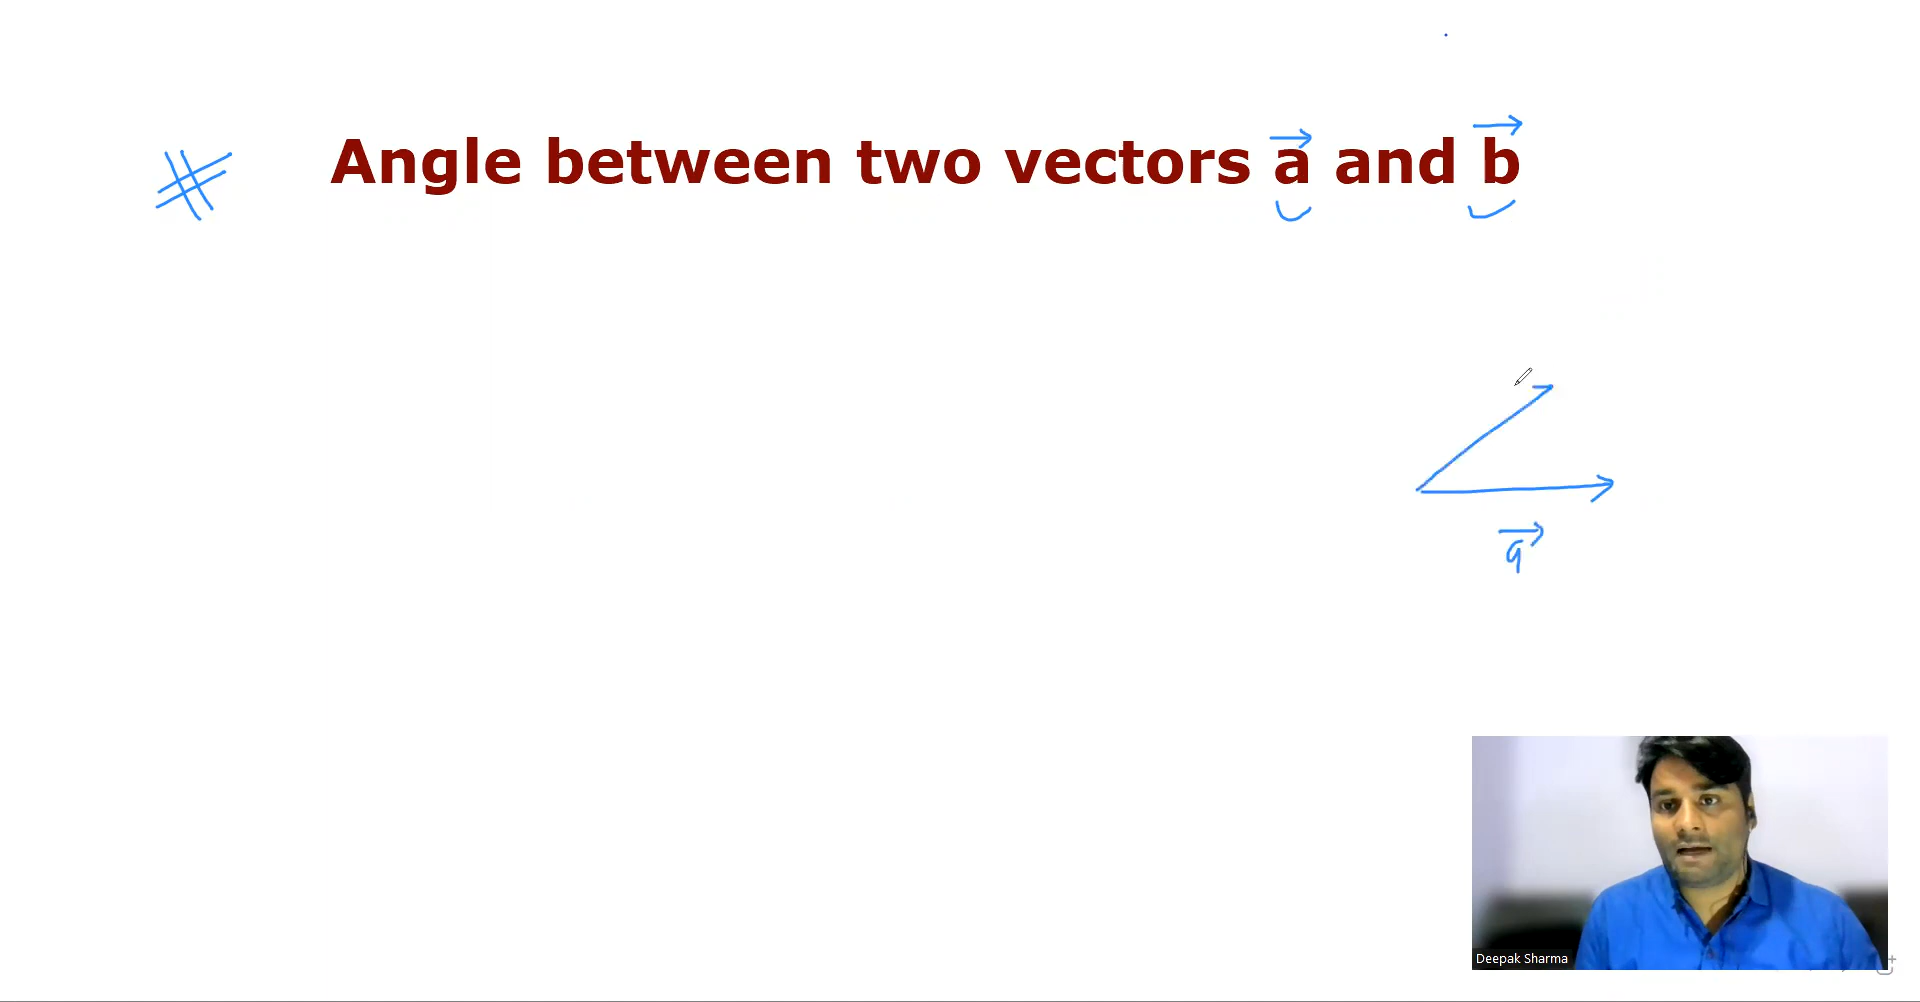 # Angle between two vectors a⃗ and b⃗
a⃗
Deepak Sharma